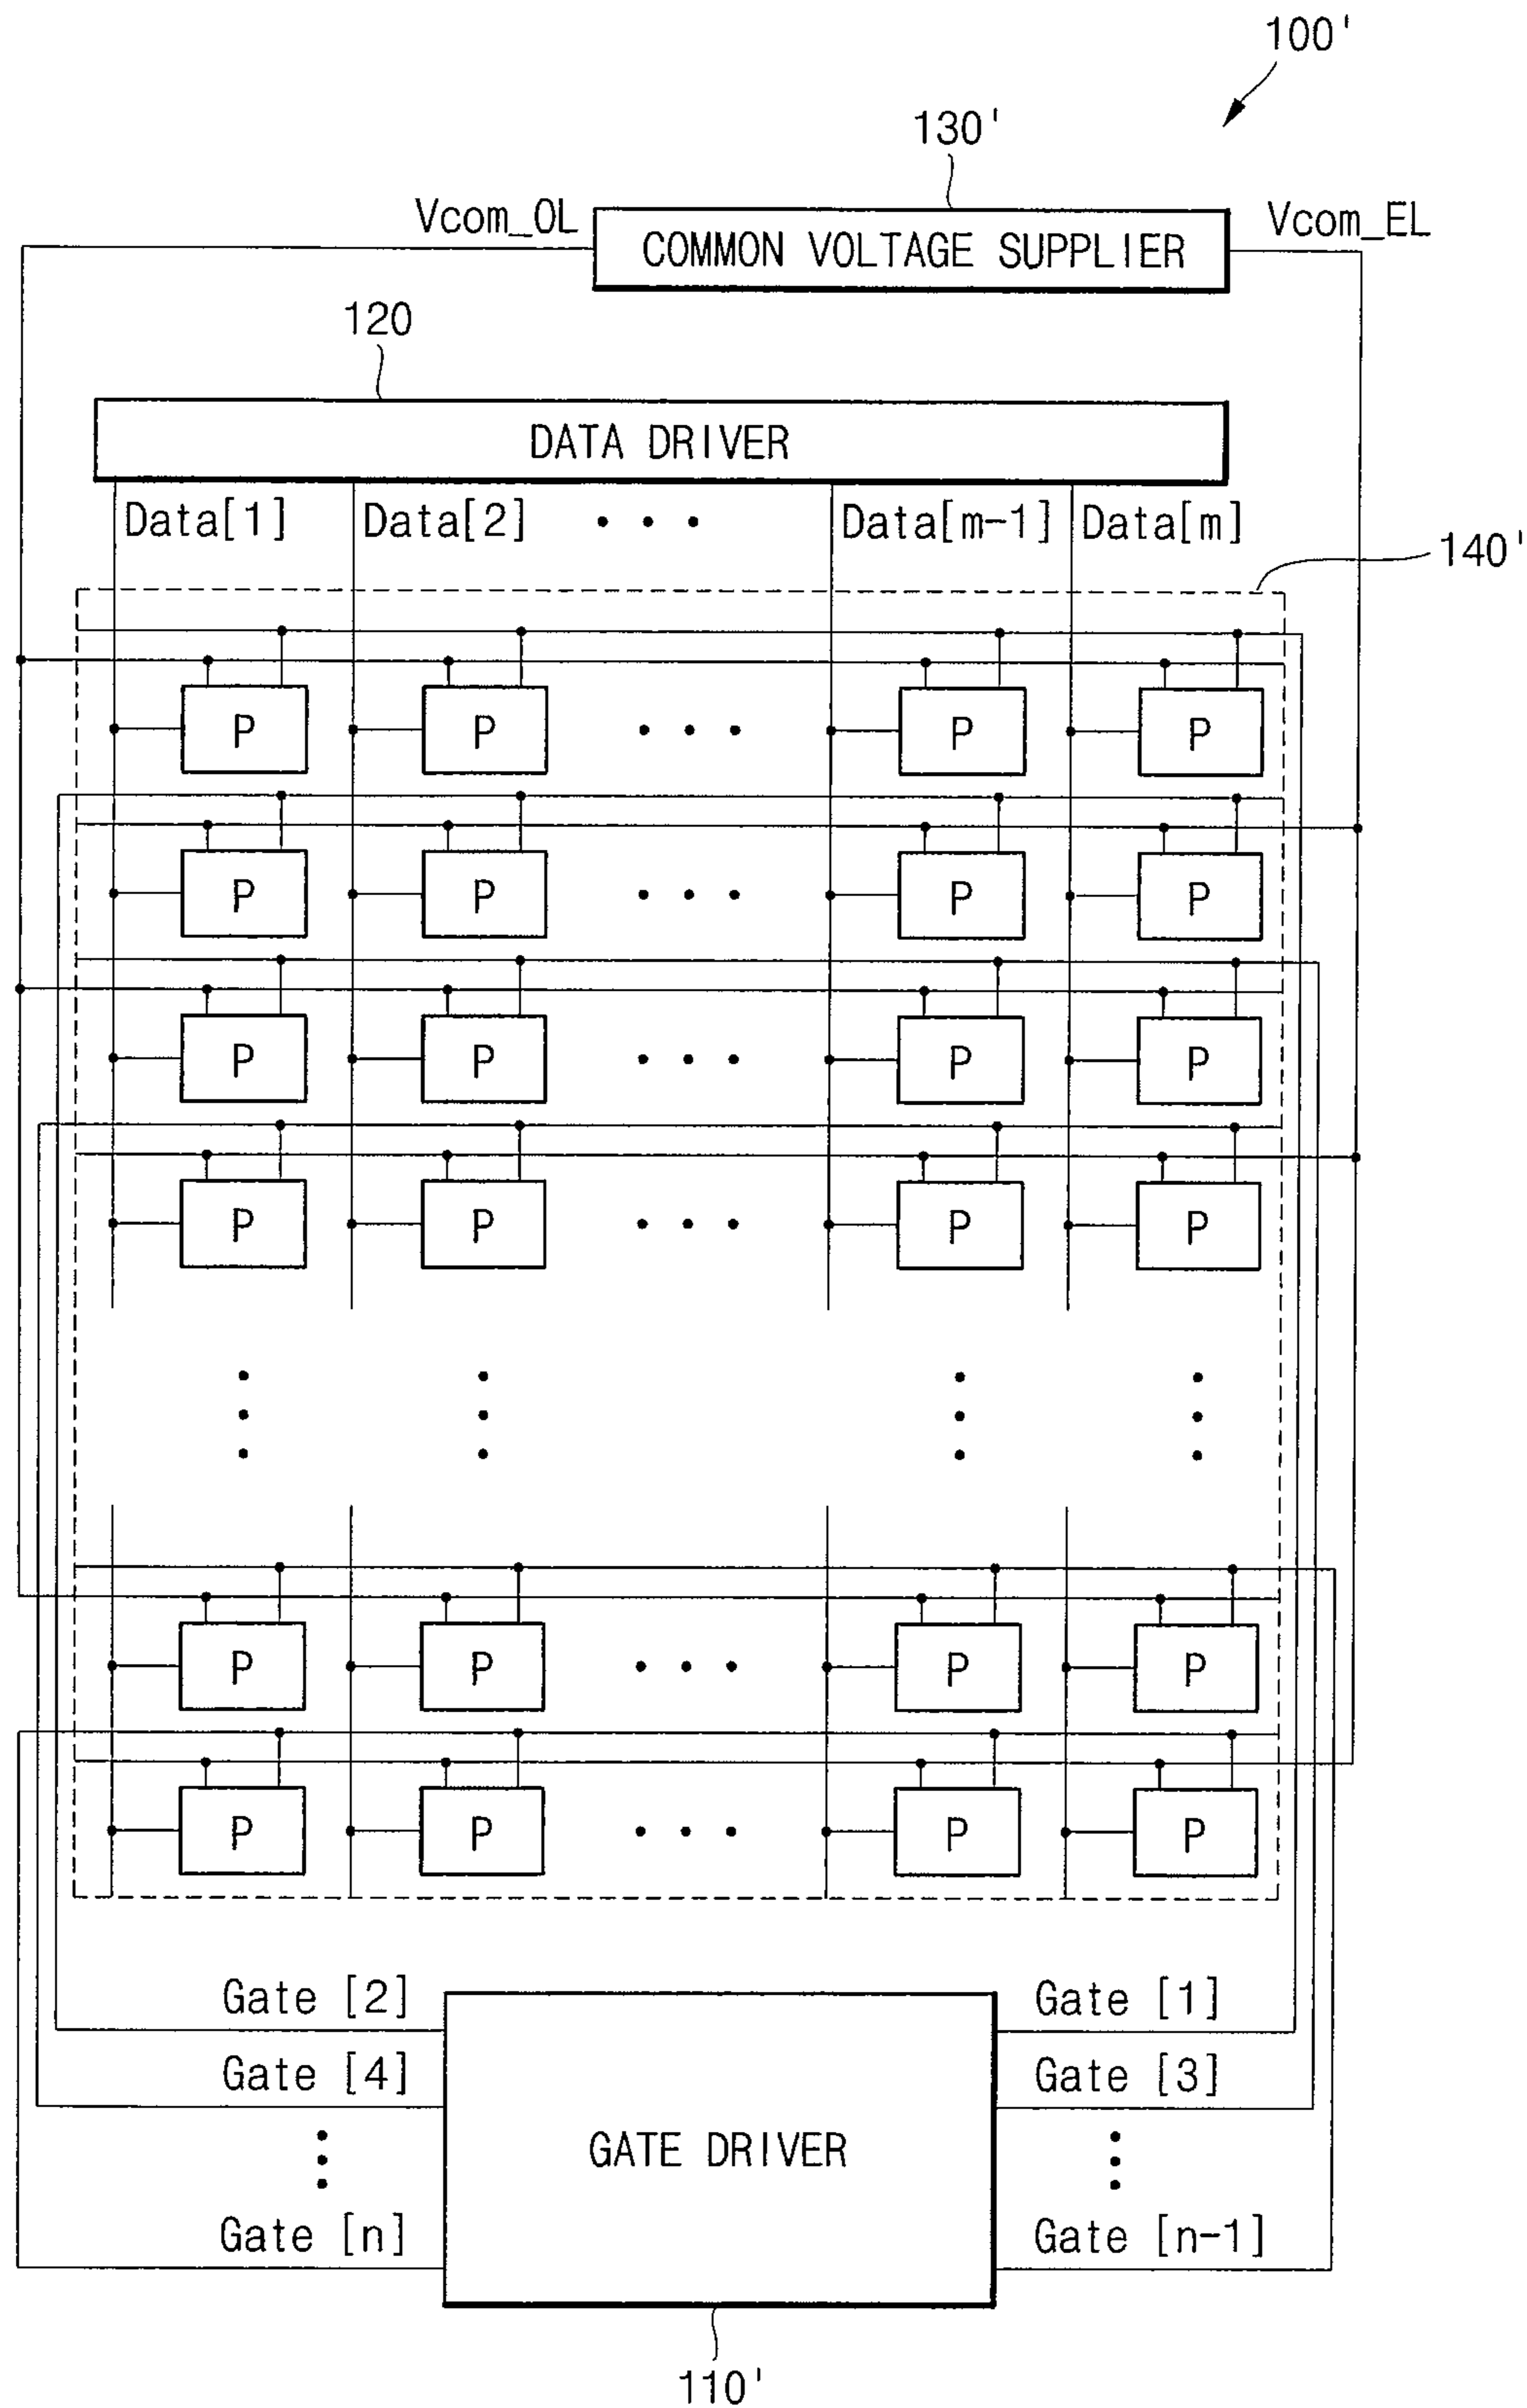 100'
130'
Vcom_OL
COMMON VOLTAGE SUPPLIER
Vcom_EL
120
DATA DRIVER
Data[1] Data[2] • • • Data[m-1] Data[m]
140'
P P • • • P P
P P • • • P P
P P • • • P P
P P • • • P P
P P • • • P P
P P • • • P P
Gate [2] Gate [1]
Gate [4] Gate [3]
GATE DRIVER
Gate [n] Gate [n-1]
110'